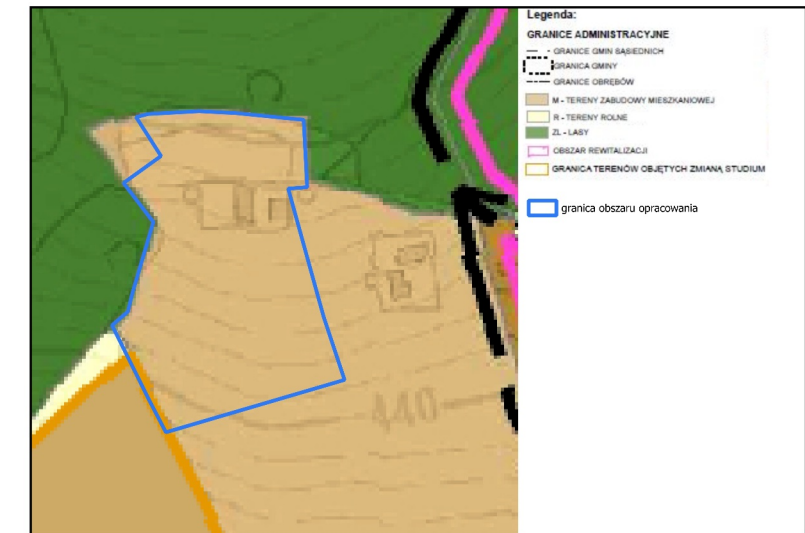 Legenda:
GRANICE ADMINISTRACYJNE
GRANICE GMIN SĄSIEDNICH
GRANICA GMINY
GRANICE OBRĘBÓW
M - TERENY ZABUDOWY MIESZKANIOWEJ
R - TERENY ROLNE
ZL - LASY
OBSZAR REWITALIZACJI
GRANICA TERENÓW OBJĘTYCH ZMIANĄ STUDIUM
granica obszaru opracowania
440